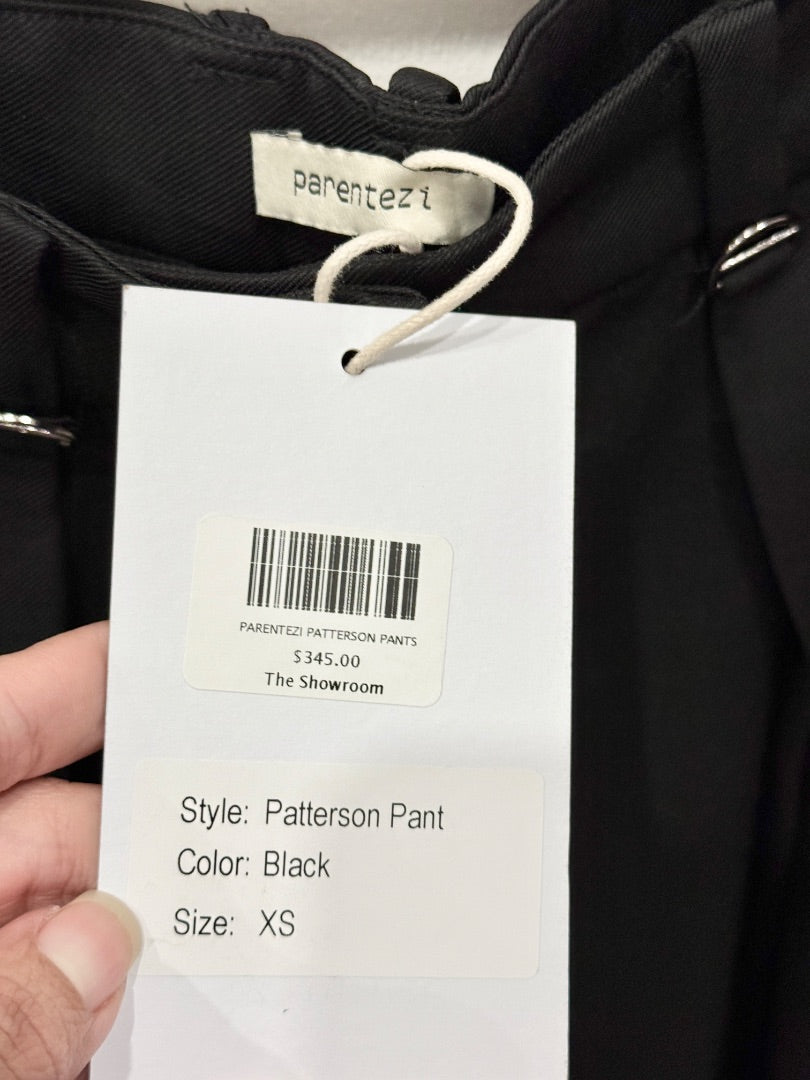 parentezi
PARENTEZI PATTERSON PANTS
$345.00
The Showroom
Style: Patterson Pant
Color: Black
Size: XS